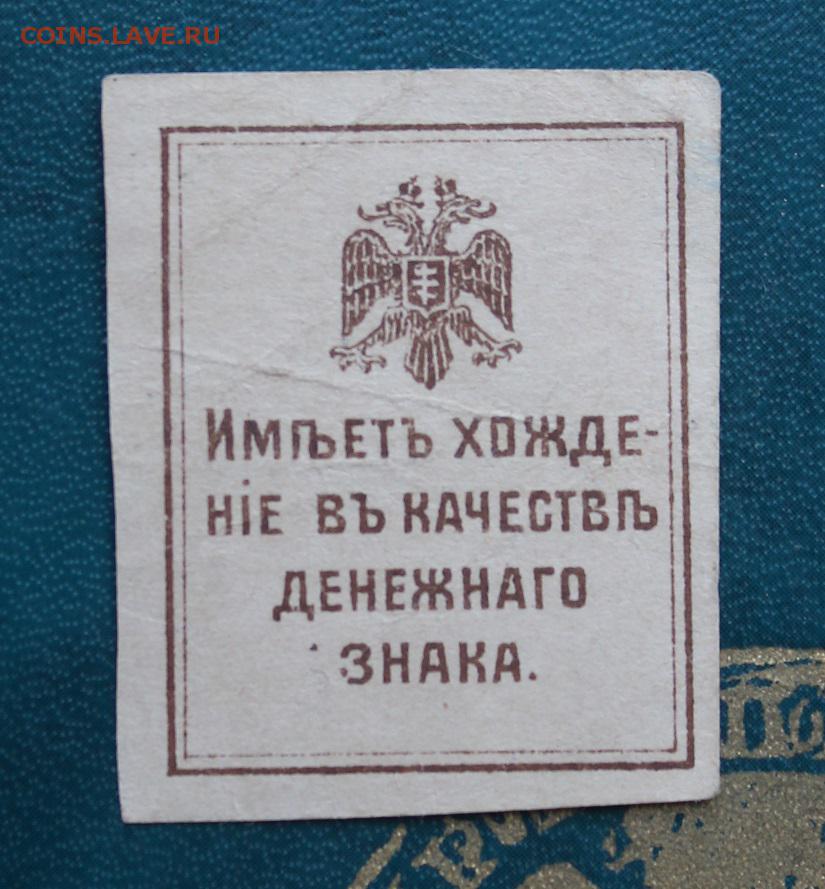 COINS.LAVE.RU
ИМѢЕТЪ ХОЖДЕ-
НІЕ ВЪ КАЧЕСТВѢ
ДЕНЕЖНАГО
ЗНАКА.